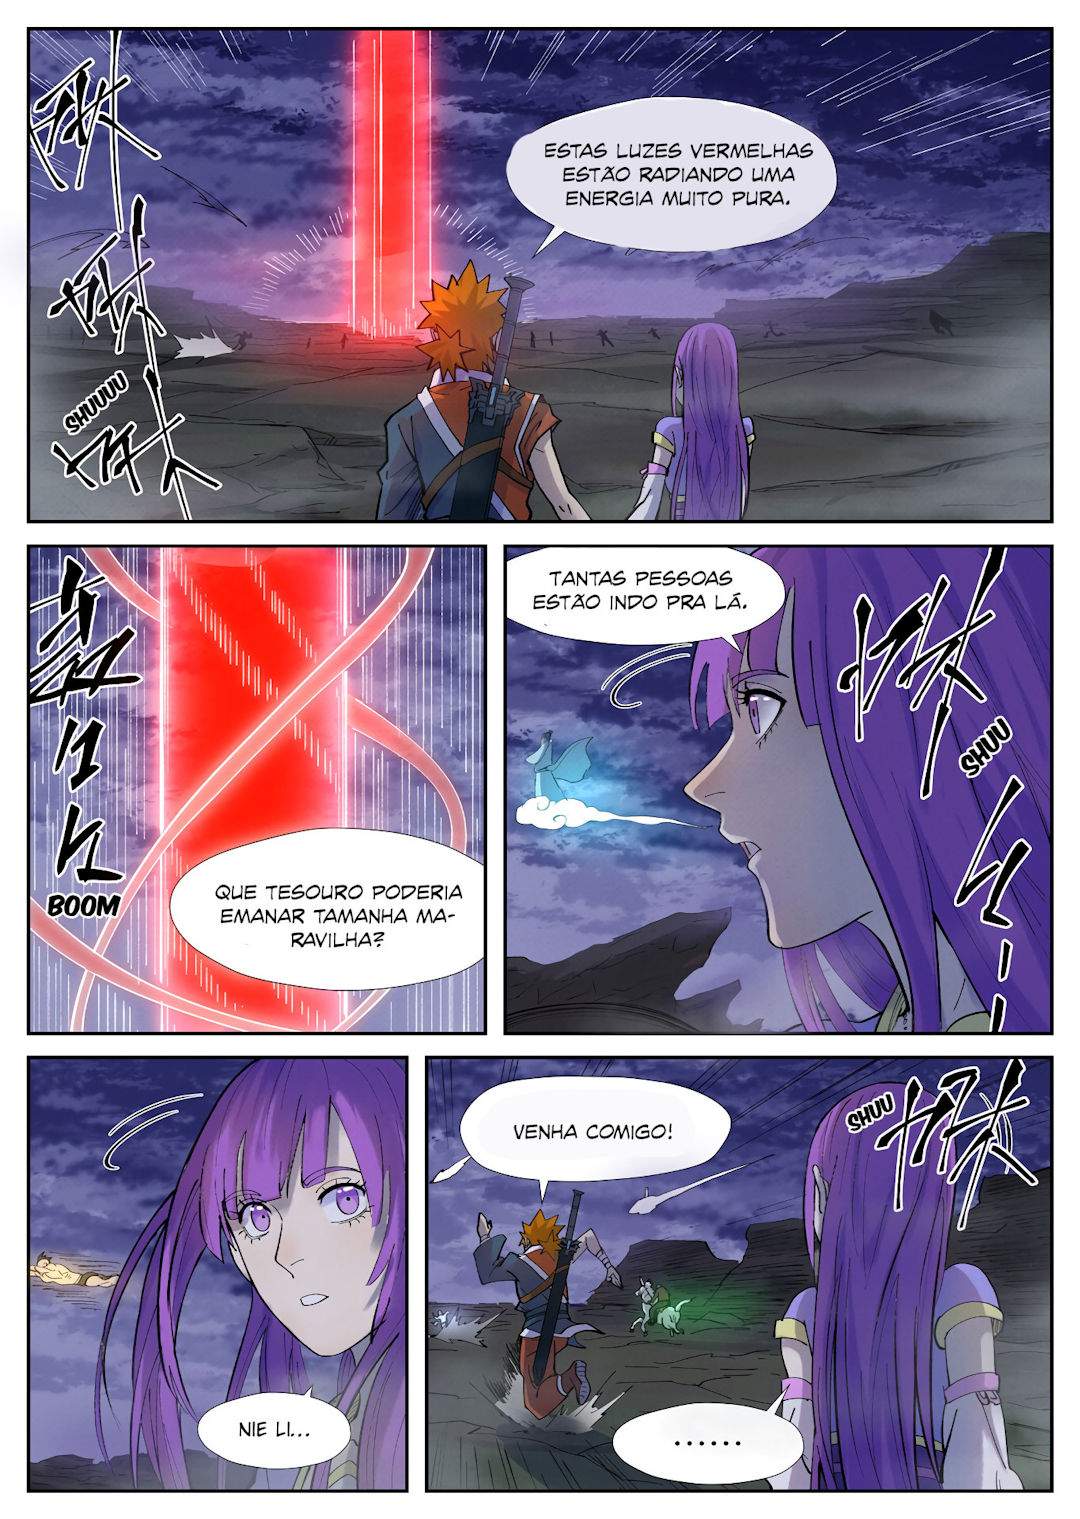 ESTAS LUZES VERMELHAS
ESTÃO RADIANDO UMA
ENERGIA MUITO PURA.
SHUUUU
BOOM
QUE TESOURO PODERIA
EMANAR TAMANHA MA-
RAVILHA?
TANTAS PESSOAS
ESTÃO INDO PRA LÁ.
SHUU
NIE LI...
VENHA COMIGO!
SHUU
......